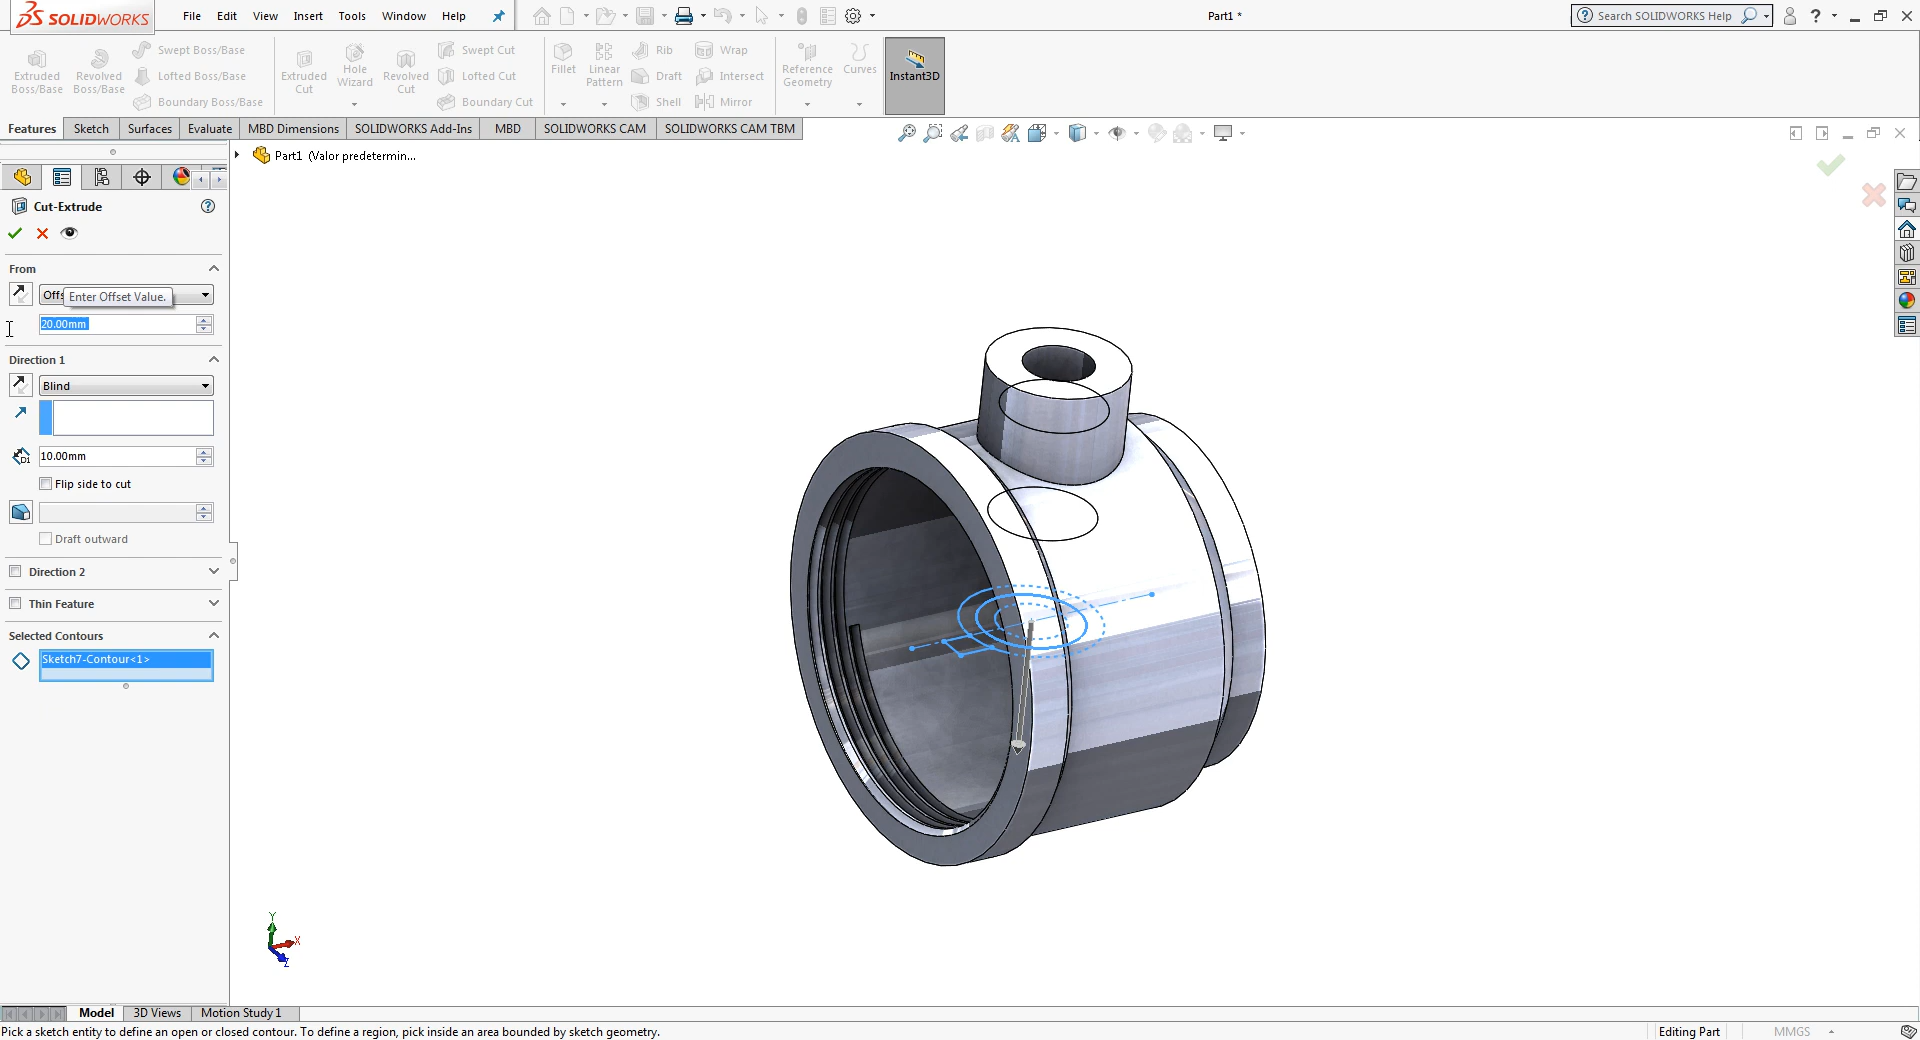 SOLIDWORKS
File Edit View Insert Tools Window Help
Part1 *
Search SOLIDWORKS Help
Extruded Boss/Base
Revolved Boss/Base
Swept Boss/Base
Lofted Boss/Base
Boundary Boss/Base
Extruded Cut
Hole Wizard
Revolved Cut
Swept Cut
Lofted Cut
Boundary Cut
Fillet
Linear Pattern
Rib
Draft
Shell
Wrap
Intersect
Mirror
Reference Geometry
Curves
Instant3D
Features Sketch Surfaces Evaluate MBD Dimensions SOLIDWORKS Add-Ins MBD SOLIDWORKS CAM SOLIDWORKS CAM TBM
Part1 (Valor predetermin...
Cut-Extrude
From
Offs
Enter Offset Value.
20.00mm
Direction 1
Blind
D1
10.00mm
Flip side to cut
Draft outward
Direction 2
Thin Feature
Selected Contours
Sketch7-Contour<1>
Y
X
Z
Model 3D Views Motion Study 1
Pick a sketch entity to define an open or closed contour. To define a region, pick inside an area bounded by sketch geometry.
Editing Part
MMGS